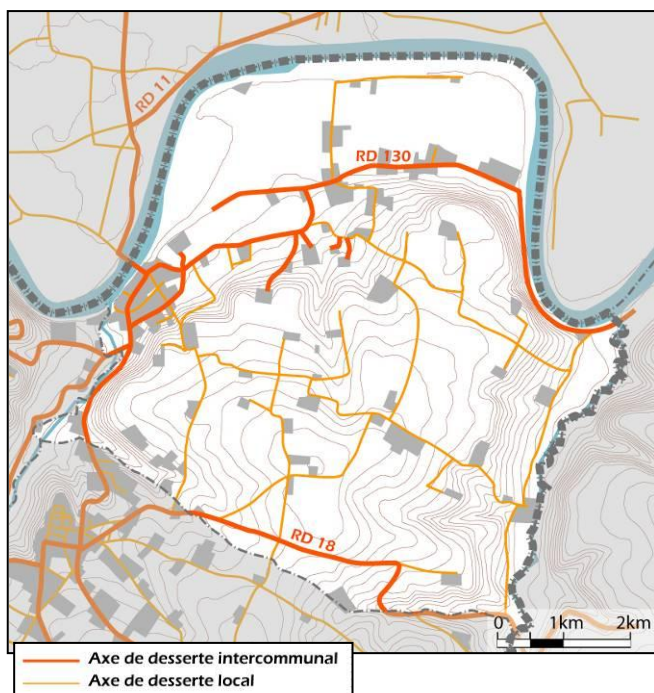 RD 11
RD 130
RD 18
0 1km 2km
Axe de desserte intercommunal
Axe de desserte local